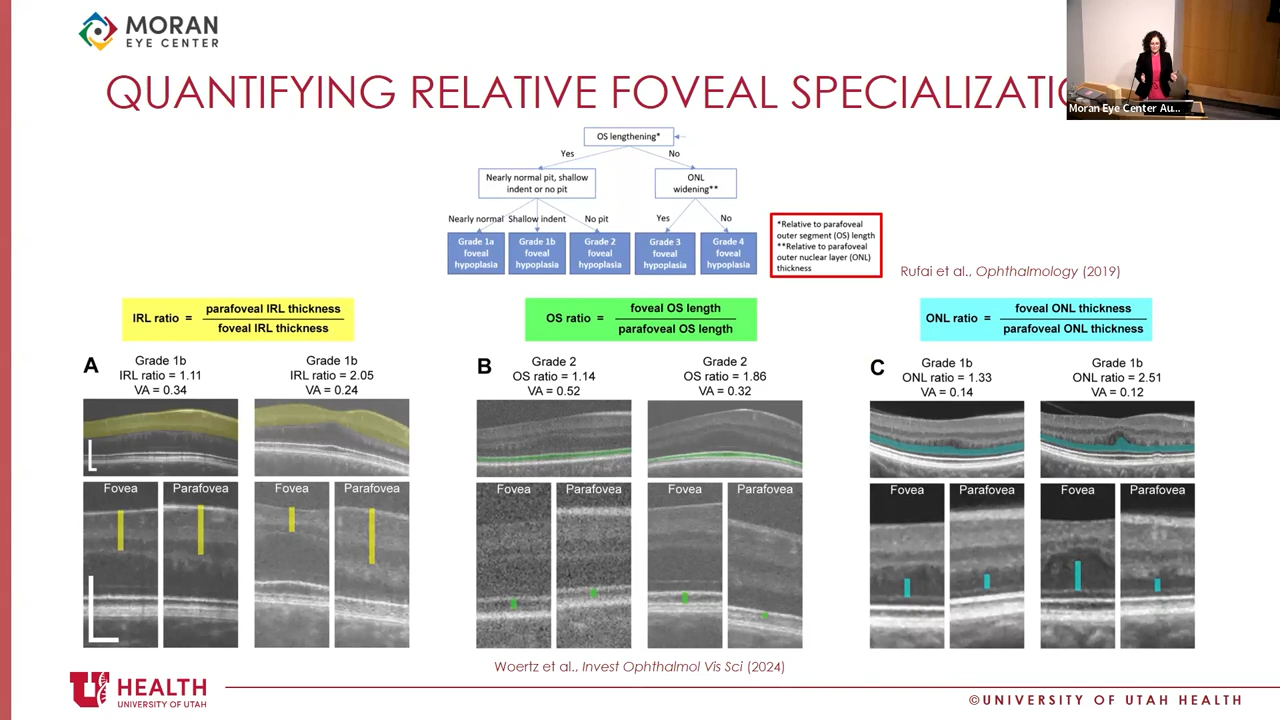 MORAN
EYE CENTER
QUANTIFYING RELATIVE FOVEAL
Moran Eye Center Au...
OS lengthening*
Yes
No
Nearly normal pit, shallow
indent or no pit
ONL
widening**
Nearly normal
Shallow indent
No pit
Yes
No
Grade 1a
foveal
hypoplasia
Grade 1b
foveal
hypoplasia
Grade 2
foveal
hypoplasia
Grade 3
foveal
hypoplasia
Grade 4
foveal
hypoplasia
*Relative to parafoveal
outer segment (OS) length
**Relative to parafoveal
outer nuclear layer (ONL)
thickness
Rufai et al., Ophthalmology (2019)
IRL ratio = parafoveal IRL thickness
foveal IRL thickness
OS ratio = foveal OS length
parafoveal OS length
ONL ratio = foveal ONL thickness
parafoveal ONL thickness
A
Grade 1b
IRL ratio = 1.11
VA = 0.34
Grade 1b
IRL ratio = 2.05
VA = 0.24
Fovea
Parafovea
Fovea
Parafovea
B
Grade 2
OS ratio = 1.14
VA = 0.52
Grade 2
OS ratio = 1.86
VA = 0.32
Fovea
Parafovea
Fovea
Parafovea
C
Grade 1b
ONL ratio = 1.33
VA = 0.14
Grade 1b
ONL ratio = 2.51
VA = 0.12
Fovea
Parafovea
Fovea
Parafovea
Woertz et al., Invest Ophthalmol Vis Sci (2024)
U HEALTH
UNIVERSITY OF UTAH
©UNIVERSITY OF UTAH HEALTH